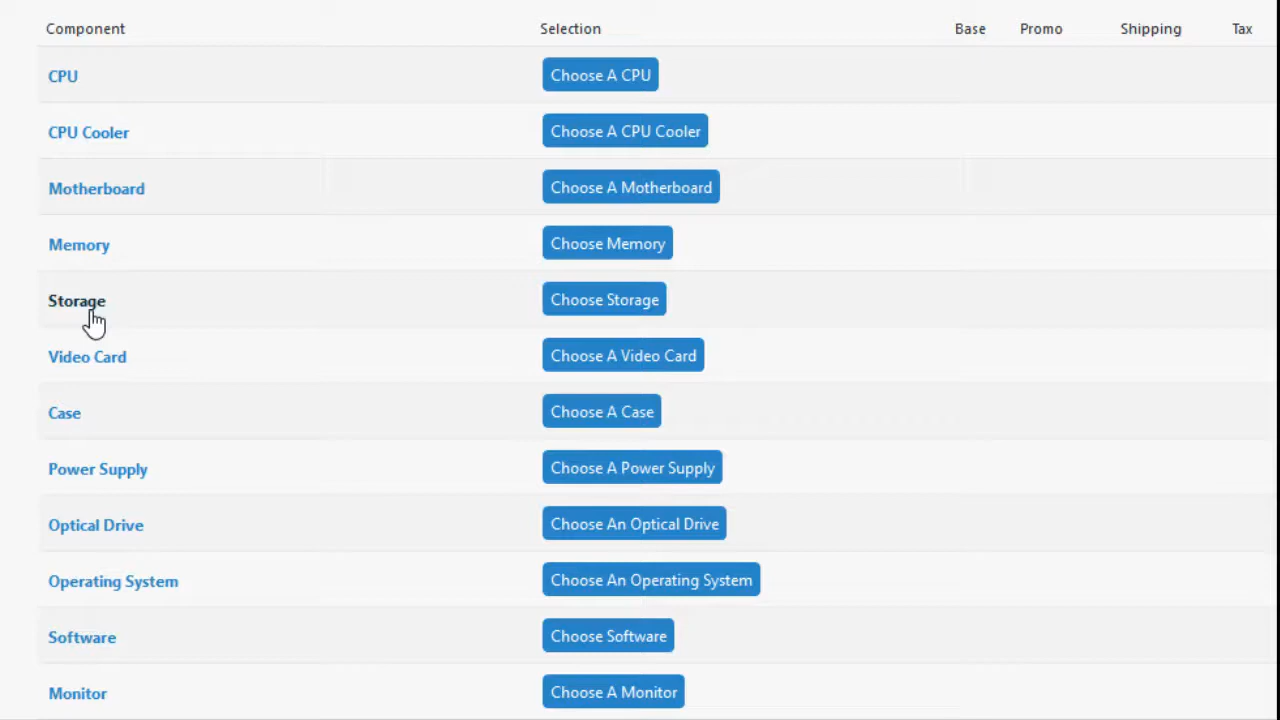 Component Selection Base Promo Shipping Tax
CPU Choose A CPU
CPU Cooler Choose A CPU Cooler
Motherboard Choose A Motherboard
Memory Choose Memory
Storage Choose Storage
Video Card Choose A Video Card
Case Choose A Case
Power Supply Choose A Power Supply
Optical Drive Choose An Optical Drive
Operating System Choose An Operating System
Software Choose Software
Monitor Choose A Monitor